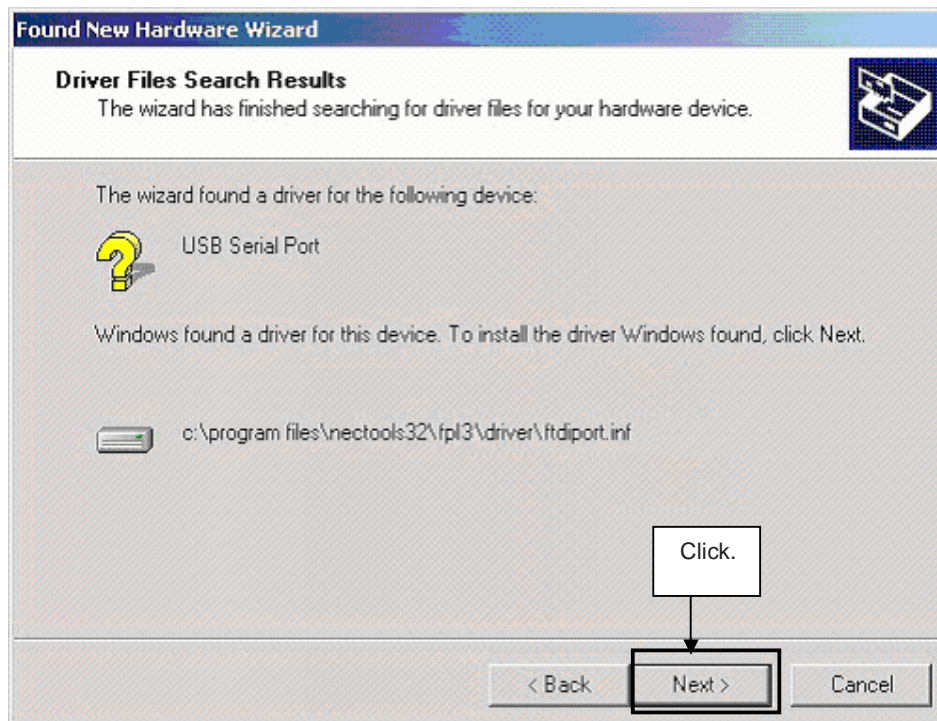 Found New Hardware Wizard
Driver Files Search Results
The wizard has finished searching for driver files for your hardware device.
The wizard found a driver for the following device:
USB Serial Port
Windows found a driver for this device. To install the driver Windows found, click Next.
c:\program files\nectools32\fpl3\driver\ftdiport.inf
Click.
< Back
Next >
Cancel